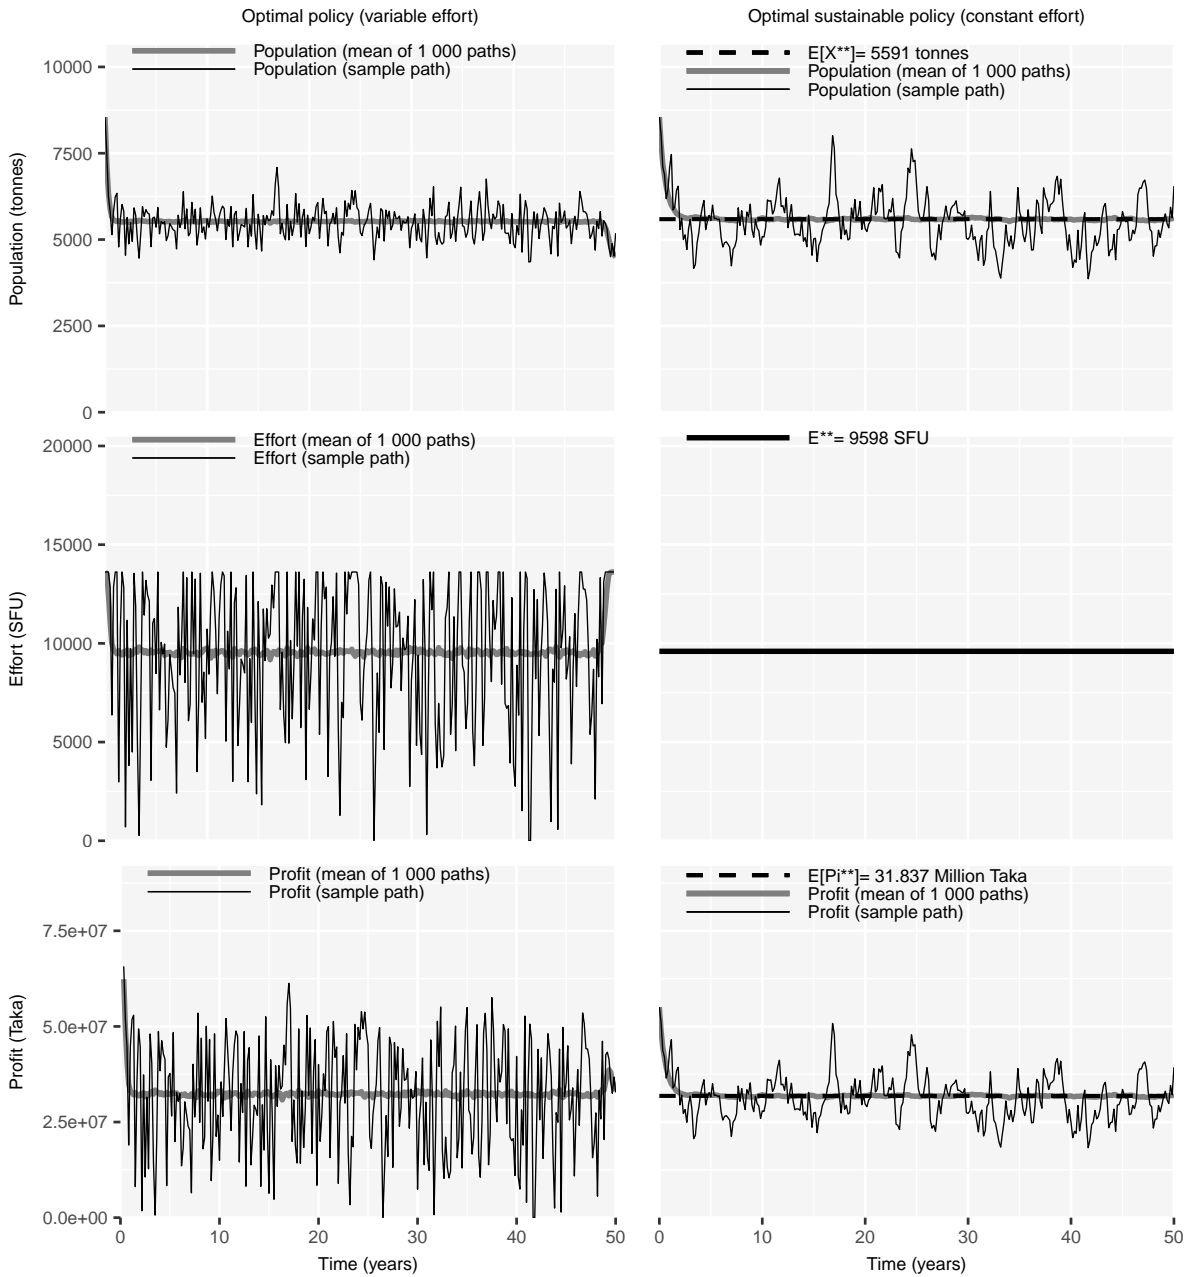 Optimal policy (variable effort)
Optimal sustainable policy (constant effort)
Population (tonnes)
10000
7500
5000
2500
0
Population (mean of 1 000 paths)
Population (sample path)
E[X**]= 5591 tonnes
Population (mean of 1 000 paths)
Population (sample path)
Effort (SFU)
20000
15000
10000
5000
0
Effort (mean of 1 000 paths)
Effort (sample path)
E**= 9598 SFU
Profit (Taka)
7.5e+07
5.0e+07
2.5e+07
0.0e+00
Profit (mean of 1 000 paths)
Profit (sample path)
E[Pi**]= 31.837 Million Taka
Profit (mean of 1 000 paths)
Profit (sample path)
0 10 20 30 40 50
0 10 20 30 40 50
Time (years)
Time (years)